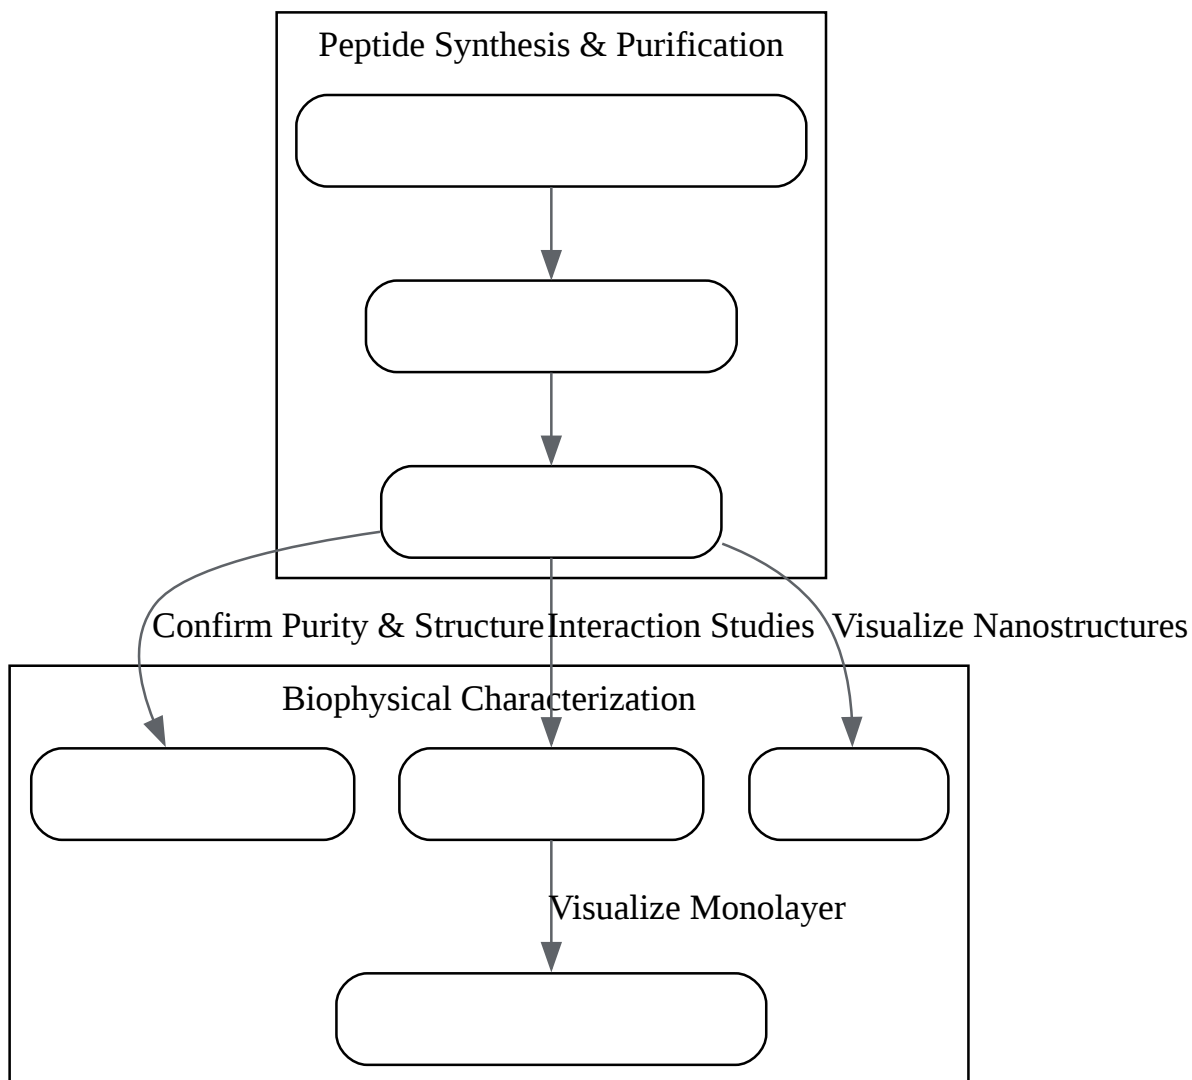 Peptide Synthesis & Purification
Confirm Purity & Structure
Interaction Studies
Visualize Nanostructures
Biophysical Characterization
Visualize Monolayer